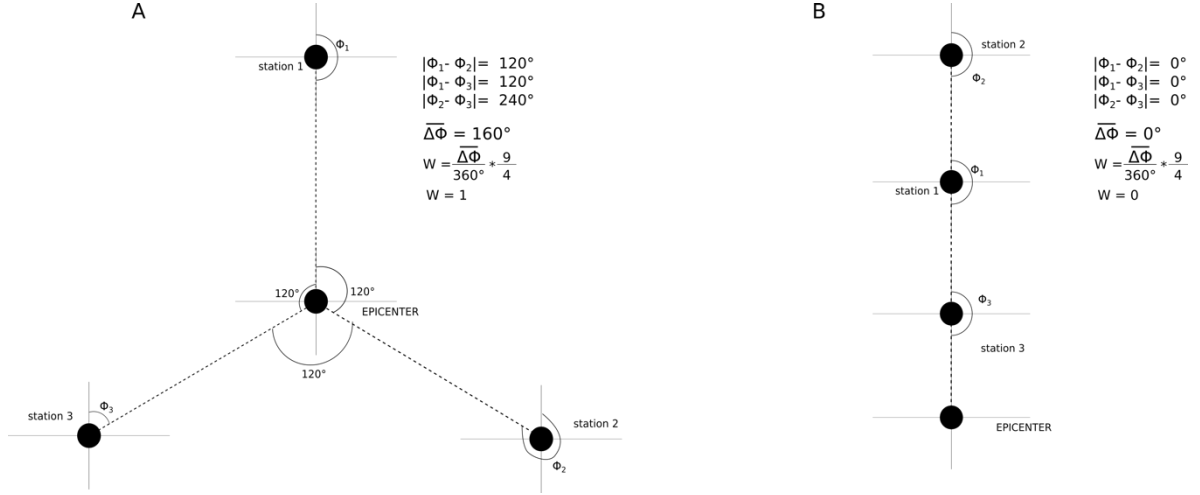 A
Φ₁
station 1
|Φ₁- Φ₂|= 120°
|Φ₁- Φ₃|= 120°
|Φ₂- Φ₃|= 240°
ΔΦ = 160°
W = ΔΦ/360° * 9/4
W = 1
120°
120°
EPICENTER
120°
station 3
Φ₃
station 2
Φ₂
B
station 2
Φ₂
|Φ₁- Φ₂|= 0°
|Φ₁- Φ₃|= 0°
|Φ₂- Φ₃|= 0°
ΔΦ = 0°
W = ΔΦ/360° * 9/4
W = 0
Φ₁
station 1
Φ₃
station 3
EPICENTER